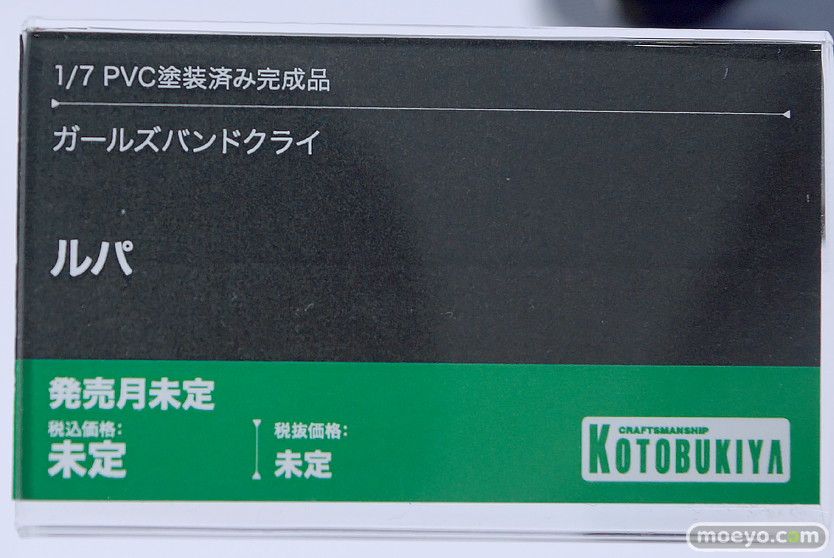 1/7 PVC塗装済み完成品
ガールズバンドクライ
ルパ
発売月未定
税込価格:
未定
税抜価格:
未定
CRAFTSMANSHIP
KOTOBUKIYA
moeyo.com